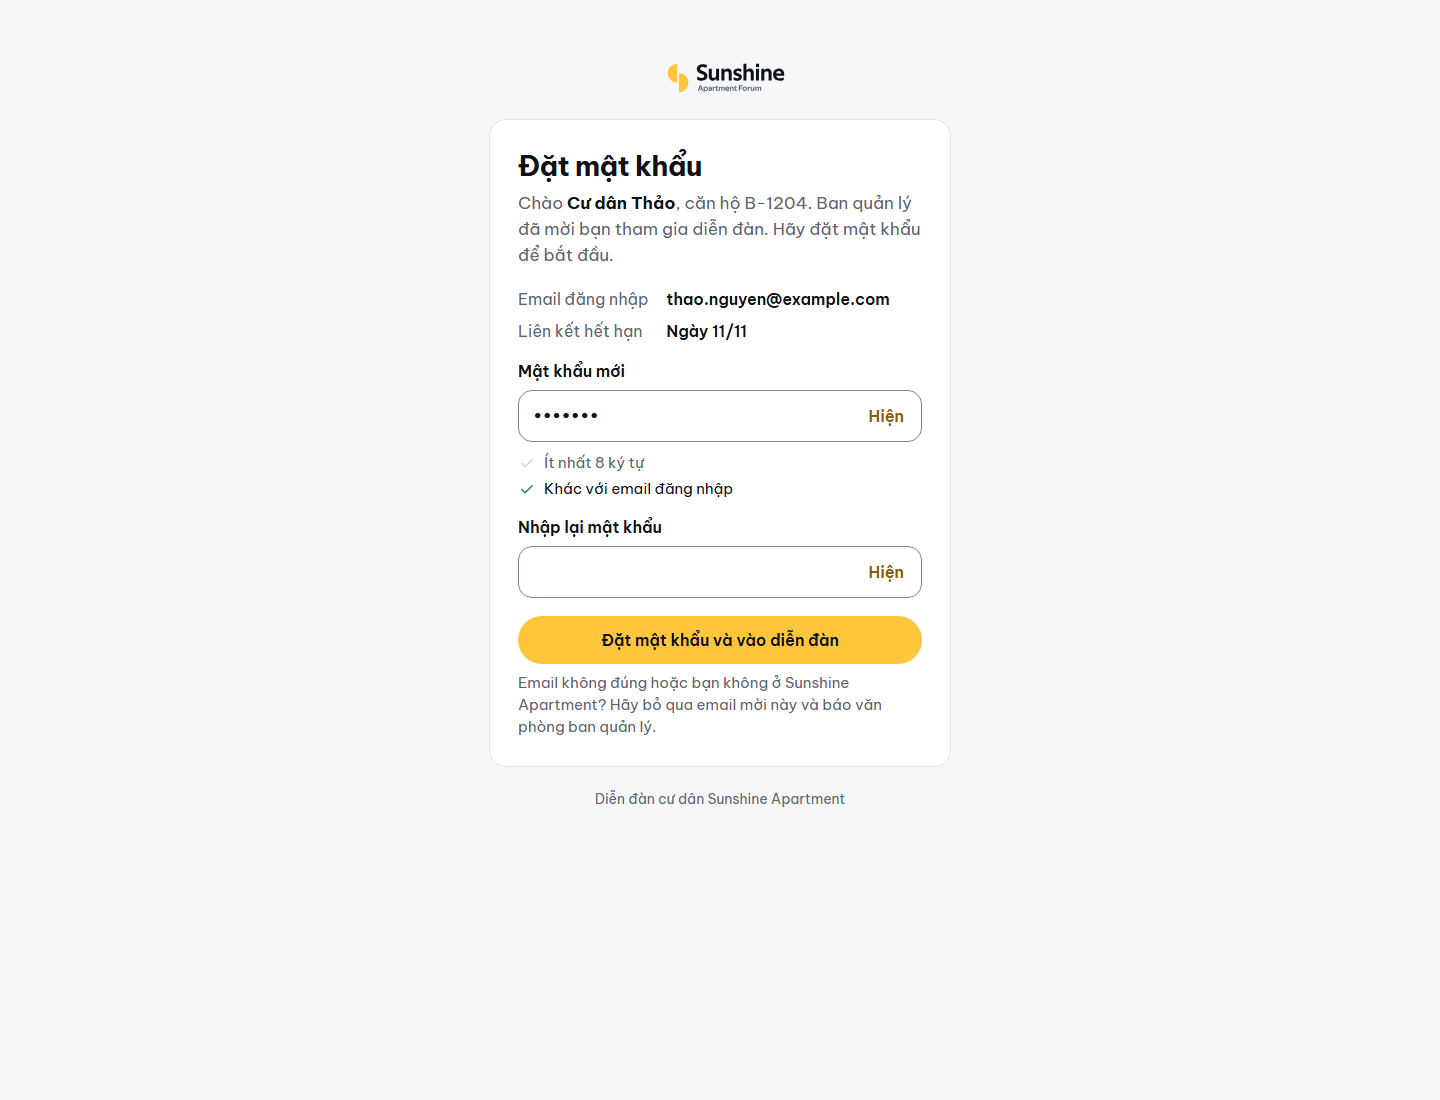 Sunshine
Apartment Forum
Đặt mật khẩu
Chào Cư dân Thảo, căn hộ B-1204. Ban quản lý
đã mời bạn tham gia diễn đàn. Hãy đặt mật khẩu
để bắt đầu.
Email đăng nhập thao.nguyen@example.com
Liên kết hết hạn Ngày 11/11
Mật khẩu mới
••••••• Hiện
Ít nhất 8 ký tự
Khác với email đăng nhập
Nhập lại mật khẩu
Hiện
Đặt mật khẩu và vào diễn đàn
Email không đúng hoặc bạn không ở Sunshine
Apartment? Hãy bỏ qua email mời này và báo văn
phòng ban quản lý.
Diễn đàn cư dân Sunshine Apartment